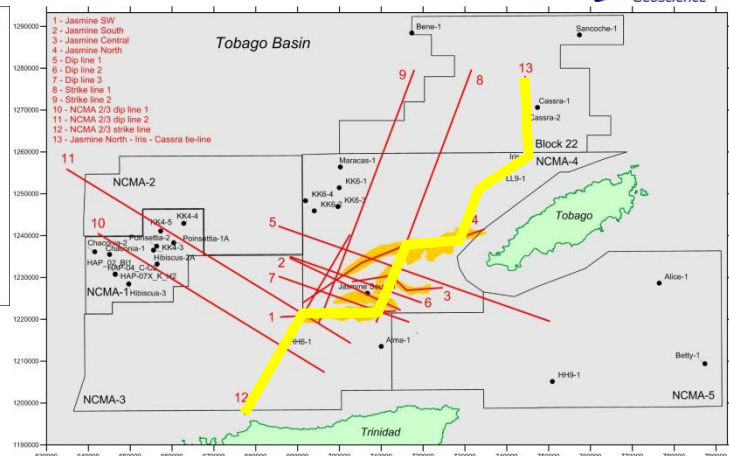 Geoscience
1 - Jasmine SW
2 - Jasmine South
3 - Jasmine Central
4 - Jasmine North
5 - Dip line 1
6 - Dip line 2
7 - Dip line 3
8 - Strike line 1
9 - Strike line 2
10 - NCMA 2/3 dip line 1
11 - NCMA 2/3 dip line 2
12 - NCMA 2/3 strike line
13 - Jasmine North - Iris - Cassra tie-line
Tobago Basin
Bene-1
Sancoche-1
9
8
13
Cassra-1
Cassra-2
Block 22
Iris
NCMA-4
LL9-1
Maracas-1
KK6-1
KK6-4
KK6-3
11
NCMA-2
KK4-4
KK4-5
Poinsettia-2
Poinsettia-1A
KK4-3
Hibiscus-2A
10
Chaconia-2
Chaconia-1
HAP-07X_K_H2
Hibiscus-3
NCMA-1
5
2
7
1
4
Tobago
Jasmine South
3
6
Alice-1
HH6-1
Alma-1
Betty-1
HH9-1
12
NCMA-3
NCMA-5
Trinidad
1290000
1280000
1270000
1260000
1250000
1240000
1230000
1220000
1210000
1200000
1190000